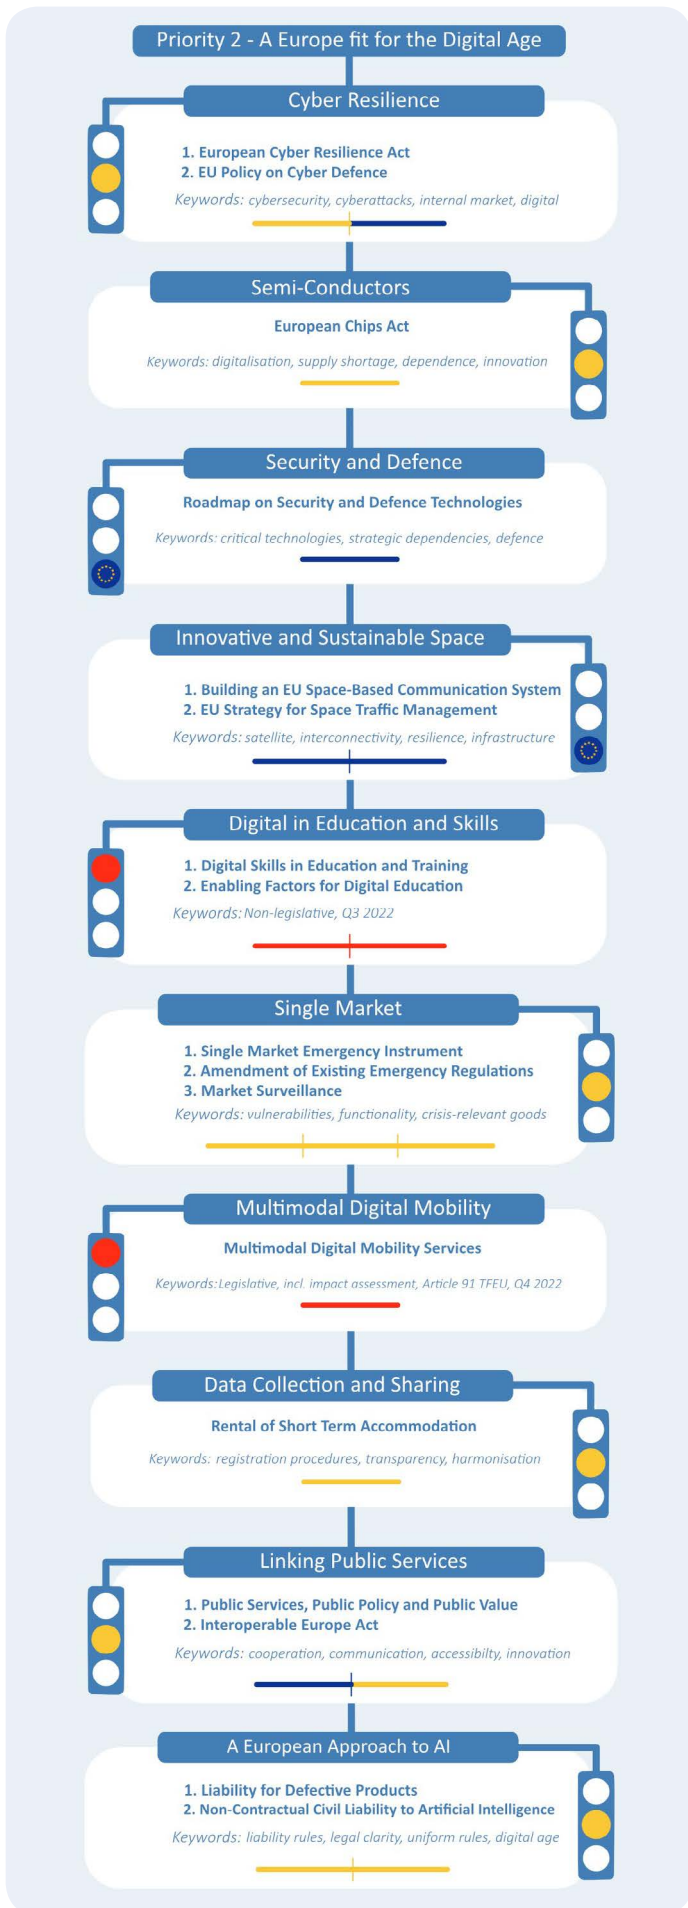 Priority 2 - A Europe fit for the Digital Age
Cyber Resilience
1. European Cyber Resilience Act
2. EU Policy on Cyber Defence
Keywords: cybersecurity, cyberattacks, internal market, digital
Semi-Conductors
European Chips Act
Keywords: digitalisation, supply shortage, dependence, innovation
Security and Defence
Roadmap on Security and Defence Technologies
Keywords: critical technologies, strategic dependencies, defence
Innovative and Sustainable Space
1. Building an EU Space-Based Communication System
2. EU Strategy for Space Traffic Management
Keywords: satellite, interconnectivity, resilience, infrastructure
Digital in Education and Skills
1. Digital Skills in Education and Training
2. Enabling Factors for Digital Education
Keywords: Non-legislative, Q3 2022
Single Market
1. Single Market Emergency Instrument
2. Amendment of Existing Emergency Regulations
3. Market Surveillance
Keywords: vulnerabilities, functionality, crisis-relevant goods
Multimodal Digital Mobility
Multimodal Digital Mobility Services
Keywords:Legislative, incl. impact assessment, Article 91 TFEU, Q4 2022
Data Collection and Sharing
Rental of Short Term Accommodation
Keywords: registration procedures, transparency, harmonisation
Linking Public Services
1. Public Services, Public Policy and Public Value
2. Interoperable Europe Act
Keywords: cooperation, communication, accessibilty, innovation
A European Approach to AI
1. Liability for Defective Products
2. Non-Contractual Civil Liability to Artificial Intelligence
Keywords: liability rules, legal clarity, uniform rules, digital age